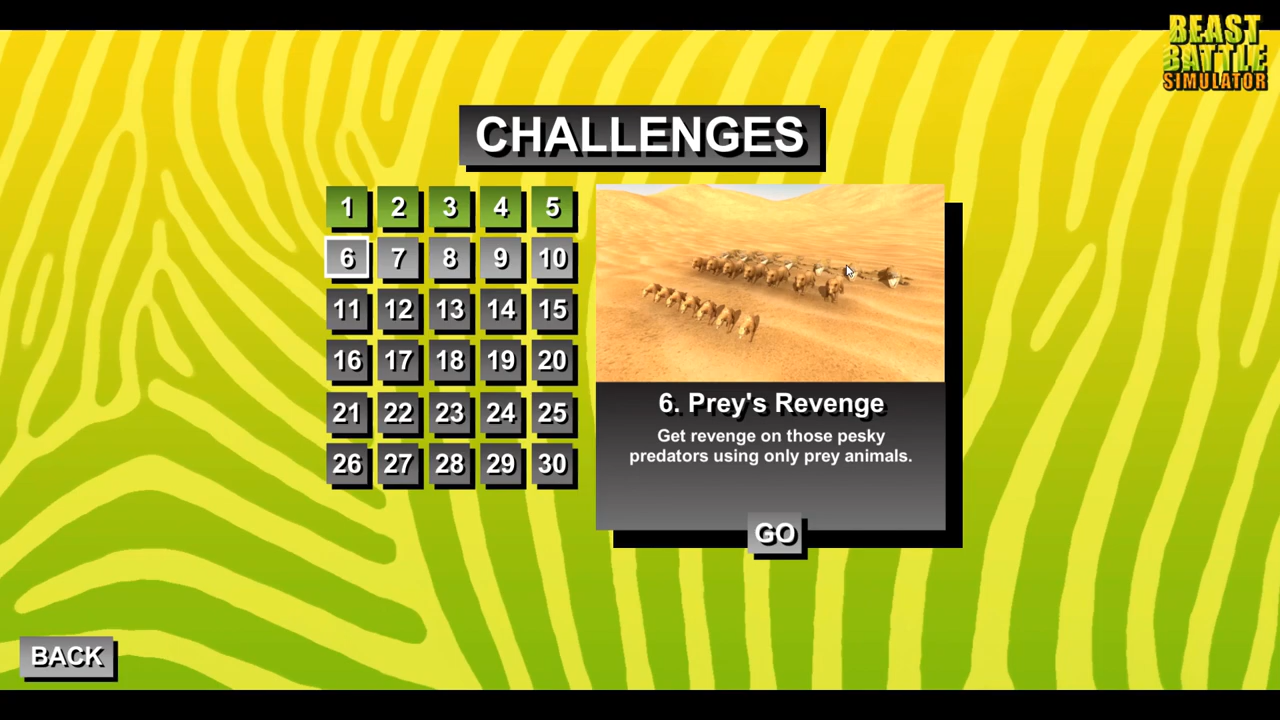 BEAST
BATTLE
SIMULATOR
CHALLENGES
1 2 3 4 5
6 7 8 9 10
11 12 13 14 15
16 17 18 19 20
21 22 23 24 25
26 27 28 29 30
6. Prey's Revenge
Get revenge on those pesky
predators using only prey animals.
GO
BACK